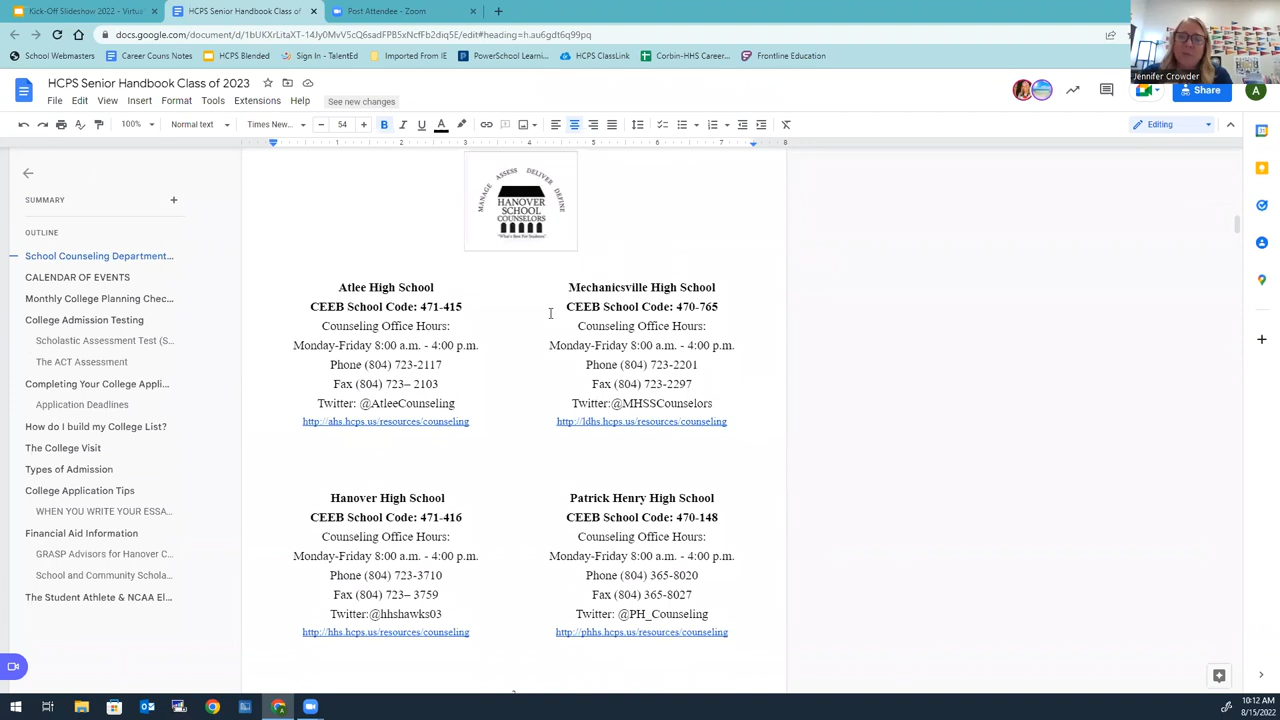 Kick-Off Slideshow 2022 - Virtua
HCPS Senior Handbook Class of
Post Attendee - Zoom
docs.google.com/document/d/1bUKXrLitaXT-14Jy0MvV5cQ6sadFPB5xNcfFb2diq5E/edit#heading=h.au6opt6q99pq
School Webmasters
Career Couns Notes
HCPS Blended
Sign In - TalentEd
Imported From IE
PowerSchool Learni...
HCPS ClassLink
Corbin-HHS Career...
Frontline Education
Jennifer Crowder
HCPS Senior Handbook Class of 2023
File Edit View Insert Format Tools Extensions Help
See new changes
Share
A
100%
Normal text
Times New...
54
Editing
1 2 3 4 5 6 7 8
SUMMARY
OUTLINE
School Counseling Department...
CALENDAR OF EVENTS
Monthly College Planning Chec...
College Admission Testing
Scholastic Assessment Test (S...
The ACT Assessment
Completing Your College Appli...
Application Deadlines
How do I build my College List?
The College Visit
Types of Admission
College Application Tips
WHEN YOU WRITE YOUR ESSA...
Financial Aid Information
GRASP Advisors for Hanover C...
School and Community Schola...
The Student Athlete & NCAA El...
MANAGE ASSESS DELIVER DEFINE
HANOVER
SCHOOL
COUNSELORS
"What's Best For Students"
Atlee High School
CEEB School Code: 471-415
Counseling Office Hours:
Monday-Friday 8:00 a.m. - 4:00 p.m.
Phone (804) 723-2117
Fax (804) 723– 2103
Twitter: @AtleeCounseling
http://ahs.hcps.us/resources/counseling
Mechanicsville High School
CEEB School Code: 470-765
Counseling Office Hours:
Monday-Friday 8:00 a.m. - 4:00 p.m.
Phone (804) 723-2201
Fax (804) 723-2297
Twitter:@MHSSCounselors
http://ldhs.hcps.us/resources/counseling
Hanover High School
CEEB School Code: 471-416
Counseling Office Hours:
Monday-Friday 8:00 a.m. - 4:00 p.m.
Phone (804) 723-3710
Fax (804) 723– 3759
Twitter:@hhshawks03
http://hhs.hcps.us/resources/counseling
Patrick Henry High School
CEEB School Code: 470-148
Counseling Office Hours:
Monday-Friday 8:00 a.m. - 4:00 p.m.
Phone (804) 365-8020
Fax (804) 365-8027
Twitter: @PH_Counseling
http://phhs.hcps.us/resources/counseling
10:12 AM
8/15/2022